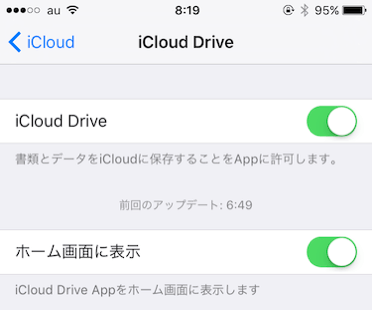 au 8:19 95%
iCloud iCloud Drive
iCloud Drive
書類とデータをiCloudに保存することをAppに許可します。
前回のアップデート: 6:49
ホーム画面に表示
iCloud Drive Appをホーム画面に表示します